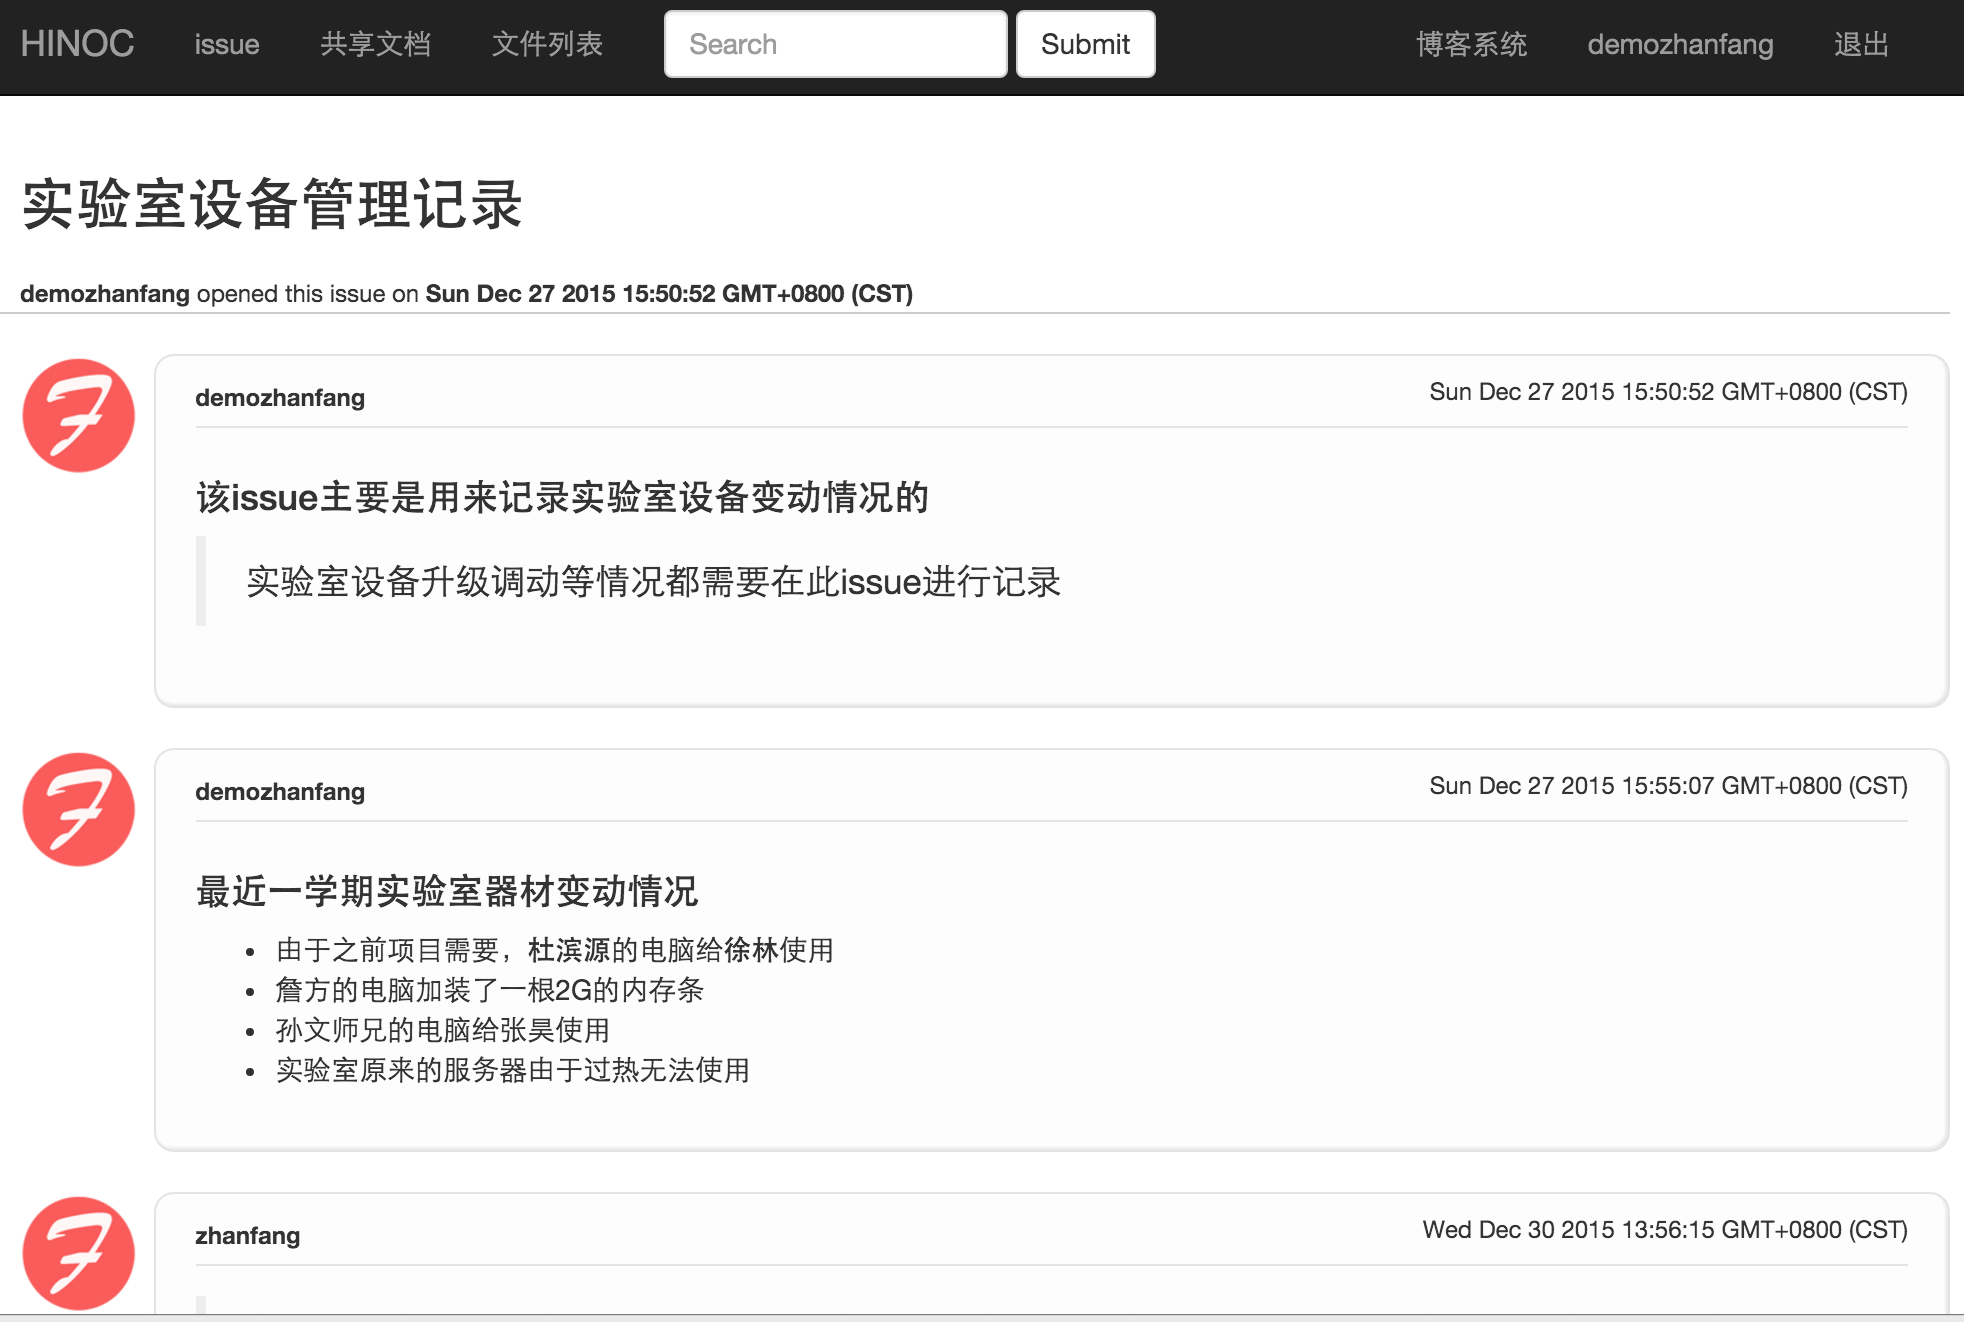 HINOC issue 共享文档 文件列表 Search Submit 博客系统 demozhanfang 退出
实验室设备管理记录
demozhanfang opened this issue on Sun Dec 27 2015 15:50:52 GMT+0800 (CST)
demozhanfang Sun Dec 27 2015 15:50:52 GMT+0800 (CST)
该issue主要是用来记录实验室设备变动情况的
实验室设备升级调动等情况都需要在此issue进行记录
demozhanfang Sun Dec 27 2015 15:55:07 GMT+0800 (CST)
最近一学期实验室器材变动情况
• 由于之前项目需要，杜滨源的电脑给徐林使用
• 詹方的电脑加装了一根2G的内存条
• 孙文师兄的电脑给张昊使用
• 实验室原来的服务器由于过热无法使用
zhanfang Wed Dec 30 2015 13:56:15 GMT+0800 (CST)